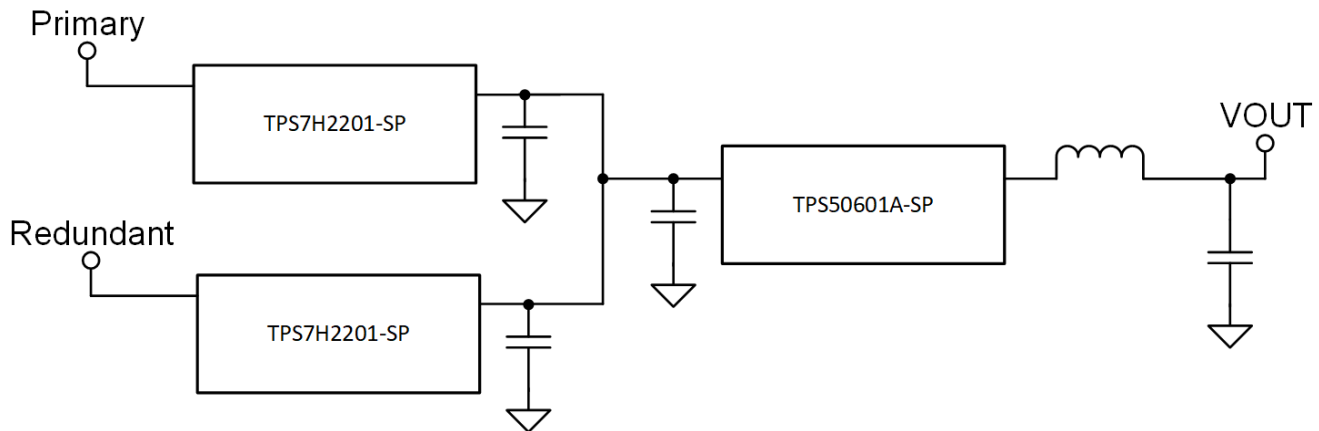 Primary
TPS7H2201-SP
VOUT
TPS50601A-SP
Redundant
TPS7H2201-SP